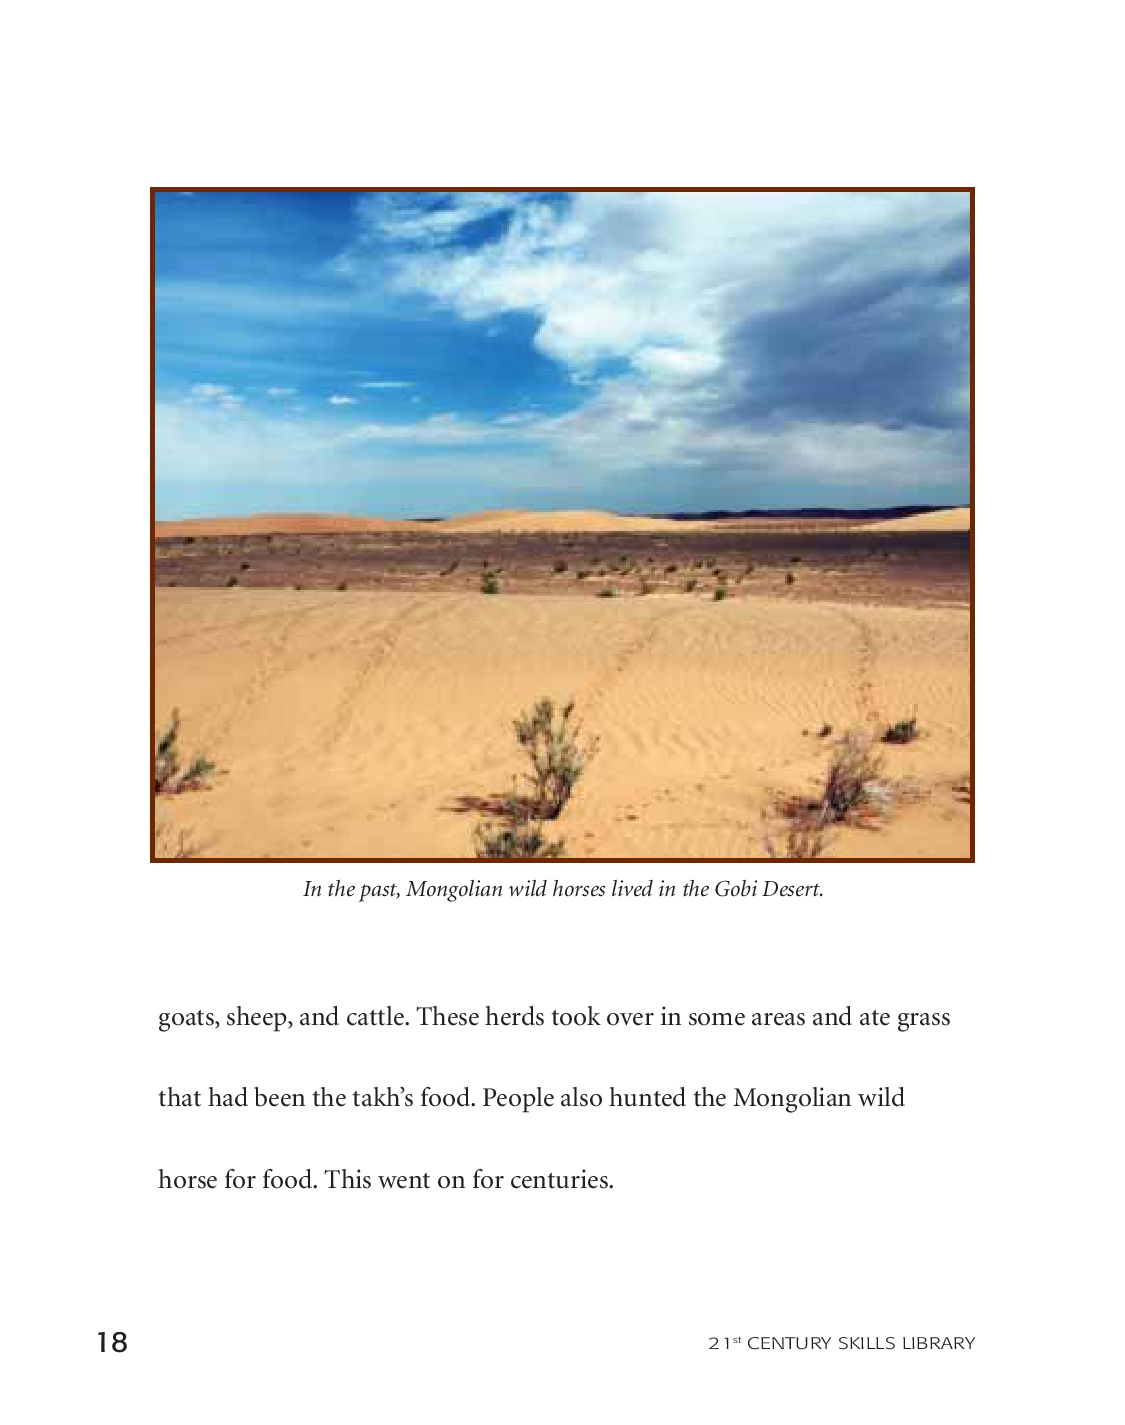 In the past, Mongolian wild horses lived in the Gobi Desert.
goats, sheep, and cattle. These herds took over in some areas and ate grass
that had been the takh’s food. People also hunted the Mongolian wild
horse for food. This went on for centuries.
18
21st CENTURY SKILLS LIBRARY